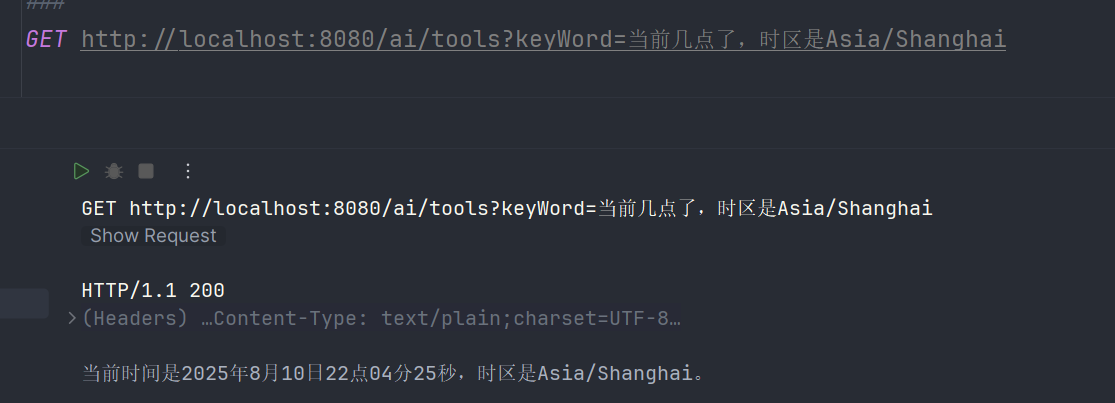 ###
GET http://localhost:8080/ai/tools?keyWord=当前几点了，时区是Asia/Shanghai
GET http://localhost:8080/ai/tools?keyWord=当前几点了，时区是Asia/Shanghai
Show Request
HTTP/1.1 200
(Headers) …Content-Type: text/plain;charset=UTF-8…
当前时间是2025年8月10日22点04分25秒，时区是Asia/Shanghai。